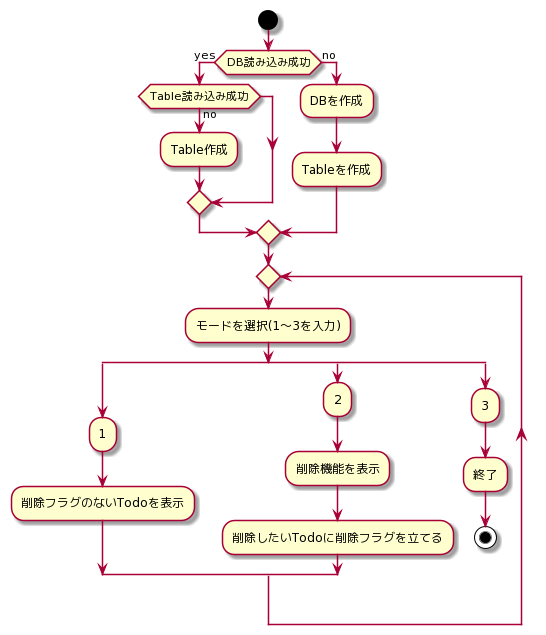 DB読み込み成功
yes
no
Table読み込み成功
no
DBを作成
Table作成
Tableを作成
モードを選択(1～3を入力)
1
2
3
削除フラグのないTodoを表示
削除機能を表示
終了
削除したいTodoに削除フラグを立てる